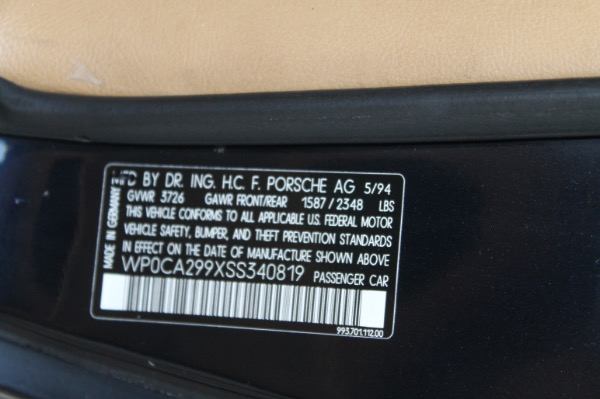 MFD BY DR. ING. H.C. F. PORSCHE AG 5/94
GVWR 3726 GAWR FRONT/REAR 1587 / 2348 LBS
THIS VEHICLE CONFORMS TO ALL APPLICABLE U.S. FEDERAL MOTOR
VEHICLE SAFETY, BUMPER, AND THEFT PREVENTION STANDARDS
IN EFFECT ON THE DATE OF MANUFACTURE SHOWN ABOVE.
WP0CA299XSS340819 PASSENGER CAR
MADE IN GERMANY
993.701.112.00